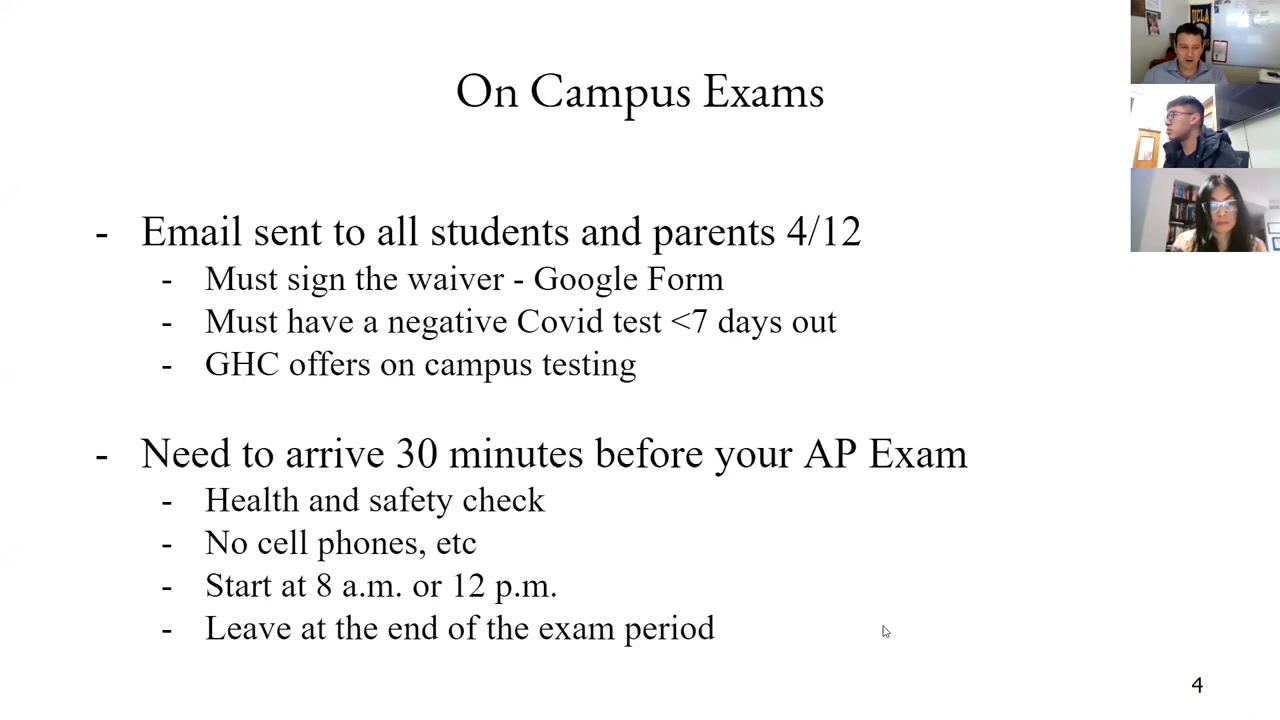 On Campus Exams
- Email sent to all students and parents 4/12
- Must sign the waiver - Google Form
- Must have a negative Covid test <7 days out
- GHC offers on campus testing
- Need to arrive 30 minutes before your AP Exam
- Health and safety check
- No cell phones, etc
- Start at 8 a.m. or 12 p.m.
- Leave at the end of the exam period
4
UCLA